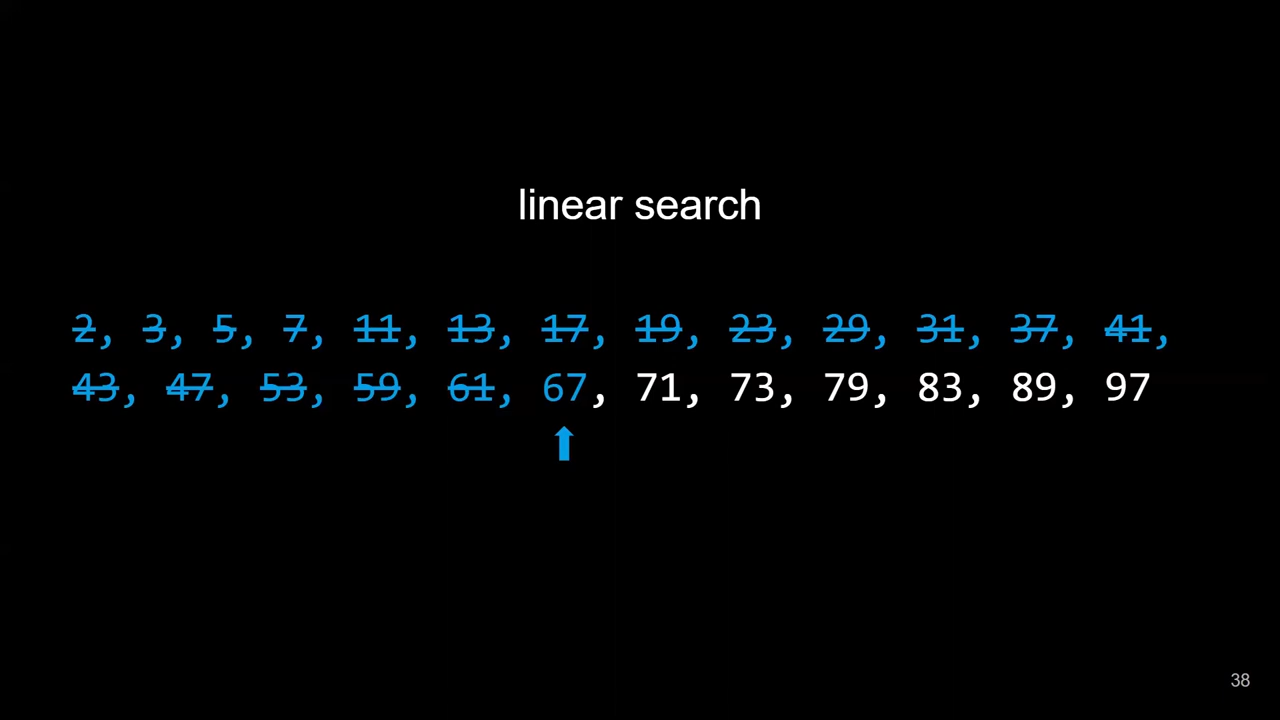 linear search
2, 3, 5, 7, 11, 13, 17, 19, 23, 29, 31, 37, 41,
43, 47, 53, 59, 61, 67, 71, 73, 79, 83, 89, 97
38